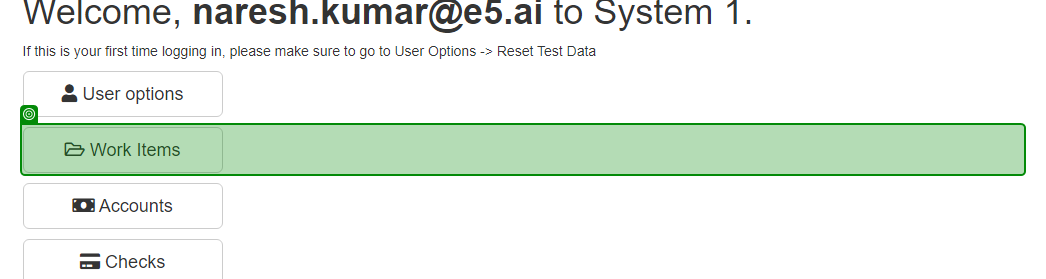 Welcome, naresh.kumar@e5.ai to System 1.
If this is your first time logging in, please make sure to go to User Options -> Reset Test Data
User options
Work Items
Accounts
Checks